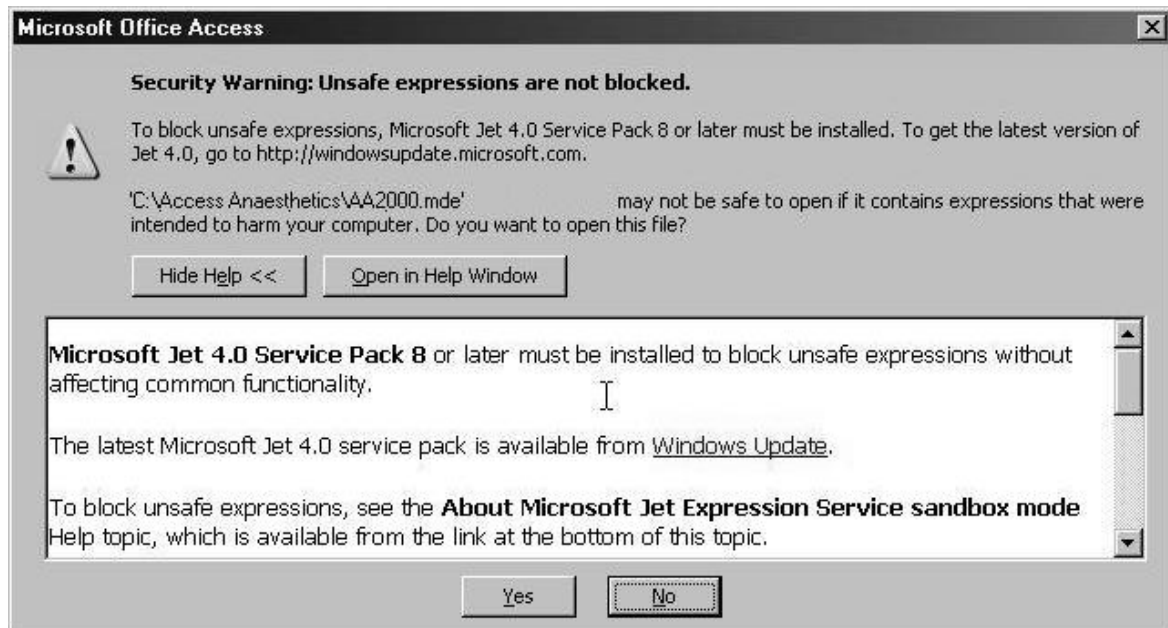 Microsoft Office Access
Security Warning: Unsafe expressions are not blocked.
To block unsafe expressions, Microsoft Jet 4.0 Service Pack 8 or later must be installed. To get the latest version of
Jet 4.0, go to http://windowsupdate.microsoft.com.
'C:\Access Anaesthetics\AA2000.mde' may not be safe to open if it contains expressions that were
intended to harm your computer. Do you want to open this file?
Hide Help << Open in Help Window
Microsoft Jet 4.0 Service Pack 8 or later must be installed to block unsafe expressions without
affecting common functionality.
The latest Microsoft Jet 4.0 service pack is available from Windows Update.
To block unsafe expressions, see the About Microsoft Jet Expression Service sandbox mode
Help topic, which is available from the link at the bottom of this topic.
Yes No